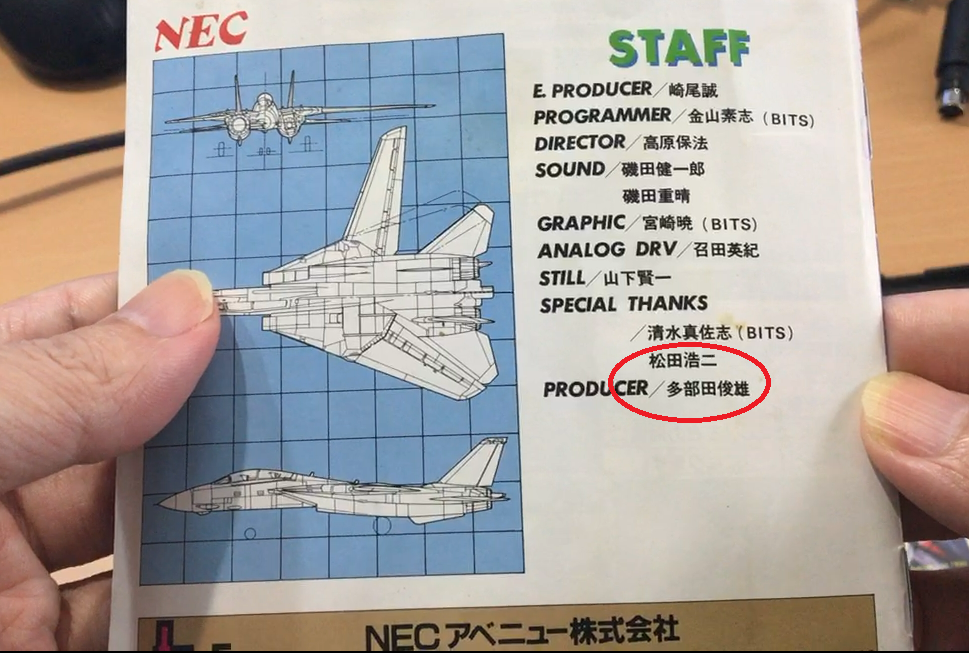 NEC
STAFF
E. PRODUCER／崎尾誠
PROGRAMMER／金山素志（BITS）
DIRECTOR／高原保法
SOUND／磯田健一郎
磯田重晴
GRAPHIC／宮崎暁（BITS）
ANALOG DRV／召田英紀
STILL／山下賢一
SPECIAL THANKS
／清水真佐志（BITS）
松田浩二
PRODUCER／多部田俊雄
NECアベニュー株式会社